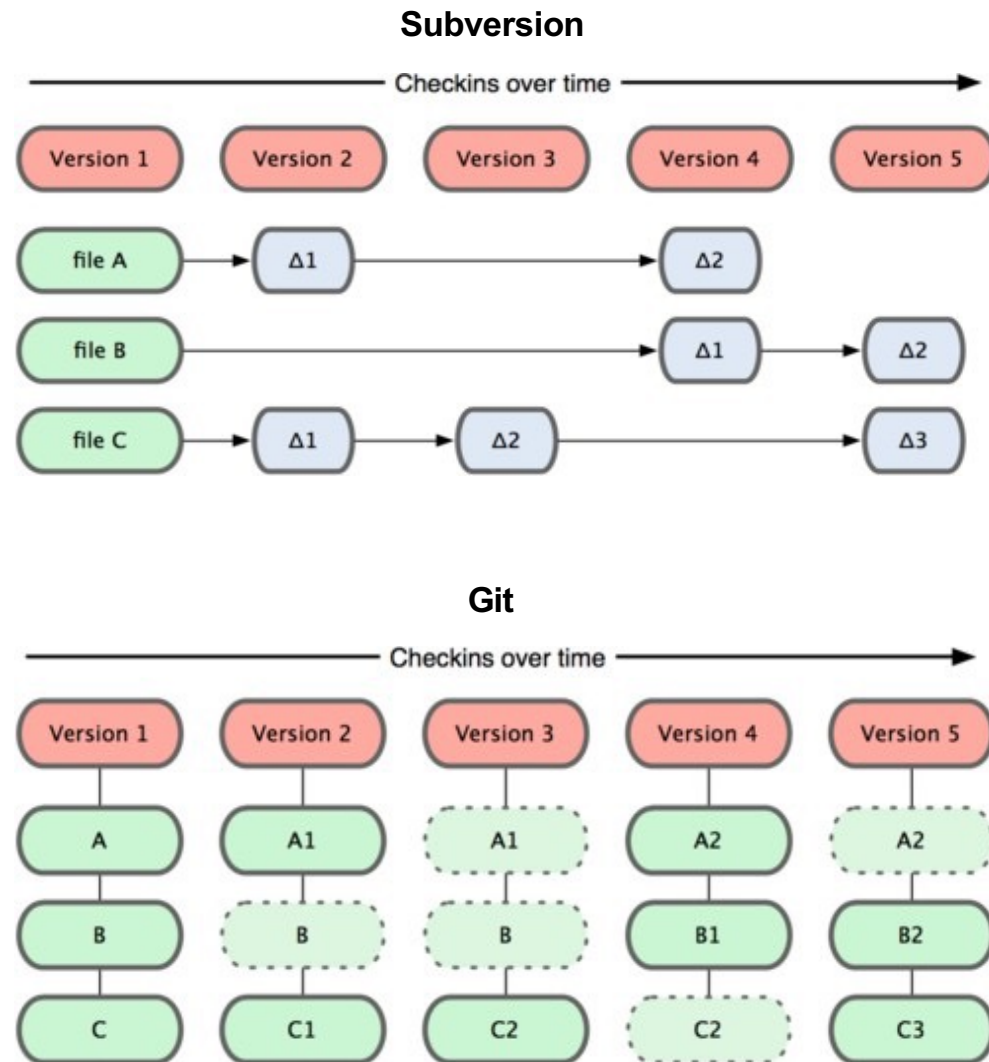 Subversion
Checkins over time
Version 1 Version 2 Version 3 Version 4 Version 5
file A Δ1 Δ2
file B Δ1 Δ2
file C Δ1 Δ2 Δ3
Git
Checkins over time
Version 1 Version 2 Version 3 Version 4 Version 5
A A1 A1 A2 A2
B B B B1 B2
C C1 C2 C2 C3